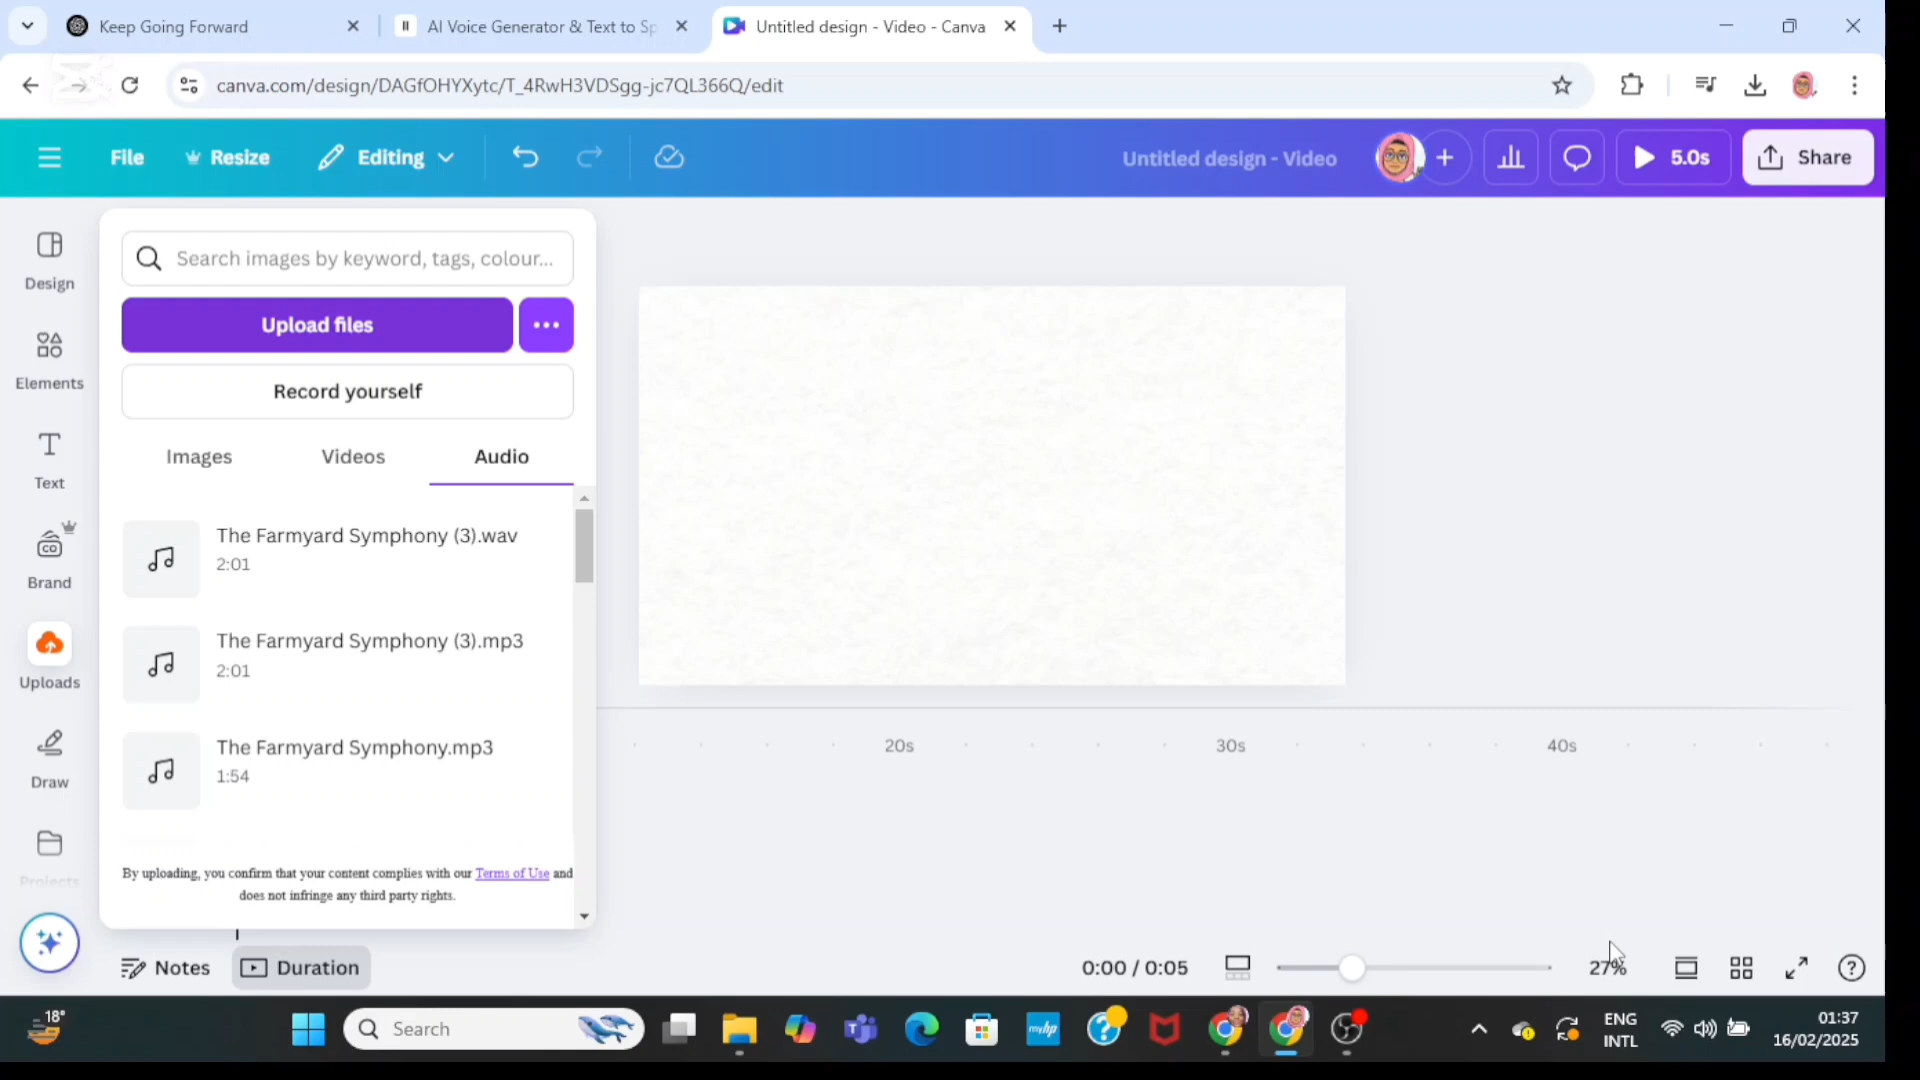 Keep Going Forward
AI Voice Generator & Text to Sp
Untitled design - Video - Canva
canva.com/design/DAGfOHYXytc/T_4RwH3VDSgg-jc7QL366Q/edit
File
Resize
Editing
Untitled design - Video
5.0s
Share
Design
Elements
Text
CO
Brand
Uploads
Draw
Projects
Search images by keyword, tags, colour...
Upload files
Record yourself
Images
Videos
Audio
The Farmyard Symphony (3).wav
2:01
The Farmyard Symphony (3).mp3
2:01
The Farmyard Symphony.mp3
1:54
By uploading, you confirm that your content complies with our Terms of Use and
does not infringe any third party rights.
20s
30s
40s
Notes
Duration
0:00 / 0:05
27%
18°
Search
myhp
ENG
INTL
01:37
16/02/2025